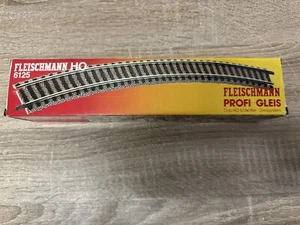 FLEISCHMANN HO
6125
FLEISCHMANN
PROFI GLEIS